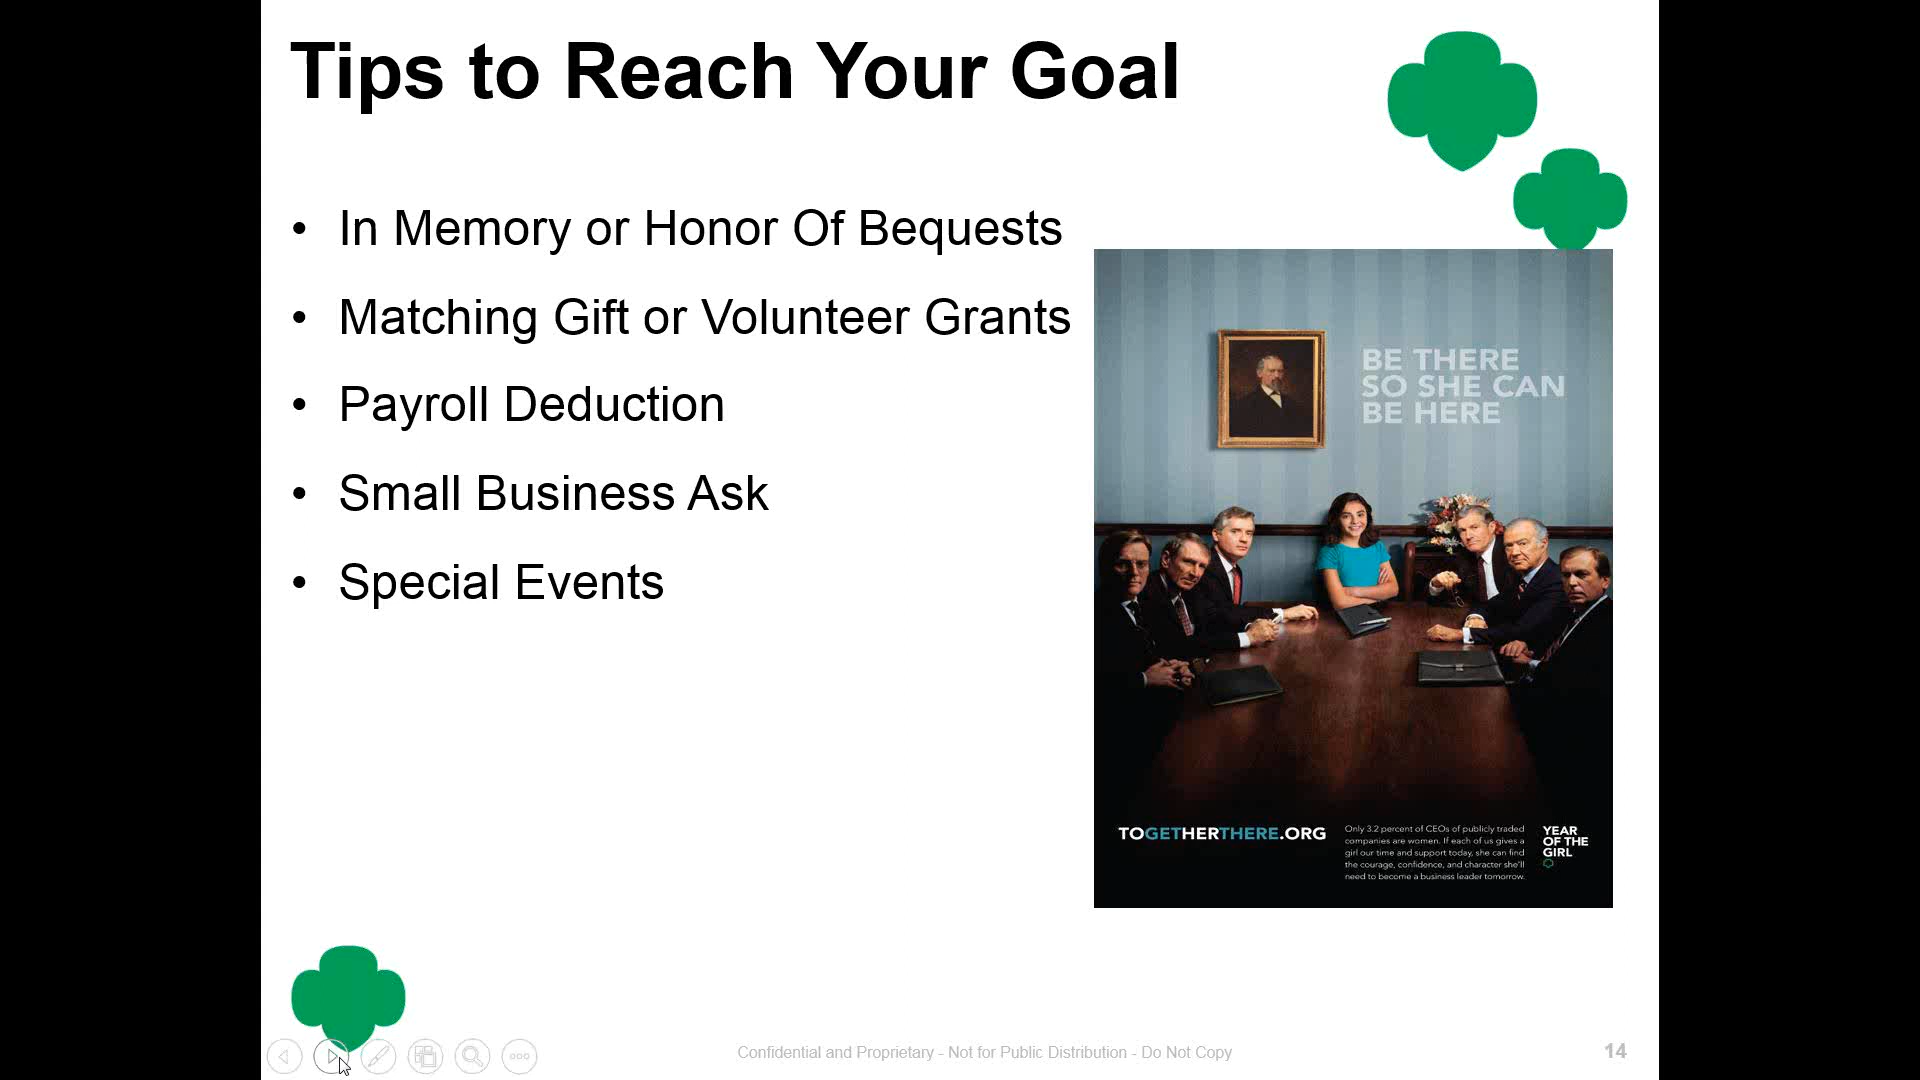 Tips to Reach Your Goal
• In Memory or Honor Of Bequests
• Matching Gift or Volunteer Grants
• Payroll Deduction
• Small Business Ask
• Special Events
BE THERE
SO SHE CAN
BE HERE
TOGETHERTHERE.ORG
Only 3.2 percent of CEOs of publicly traded
companies are women. If each of us gives a
girl our time and support today, she can find
the courage, confidence, and character she'll
need to become a business leader tomorrow.
YEAR
OF THE
GIRL
Confidential and Proprietary - Not for Public Distribution - Do Not Copy
14